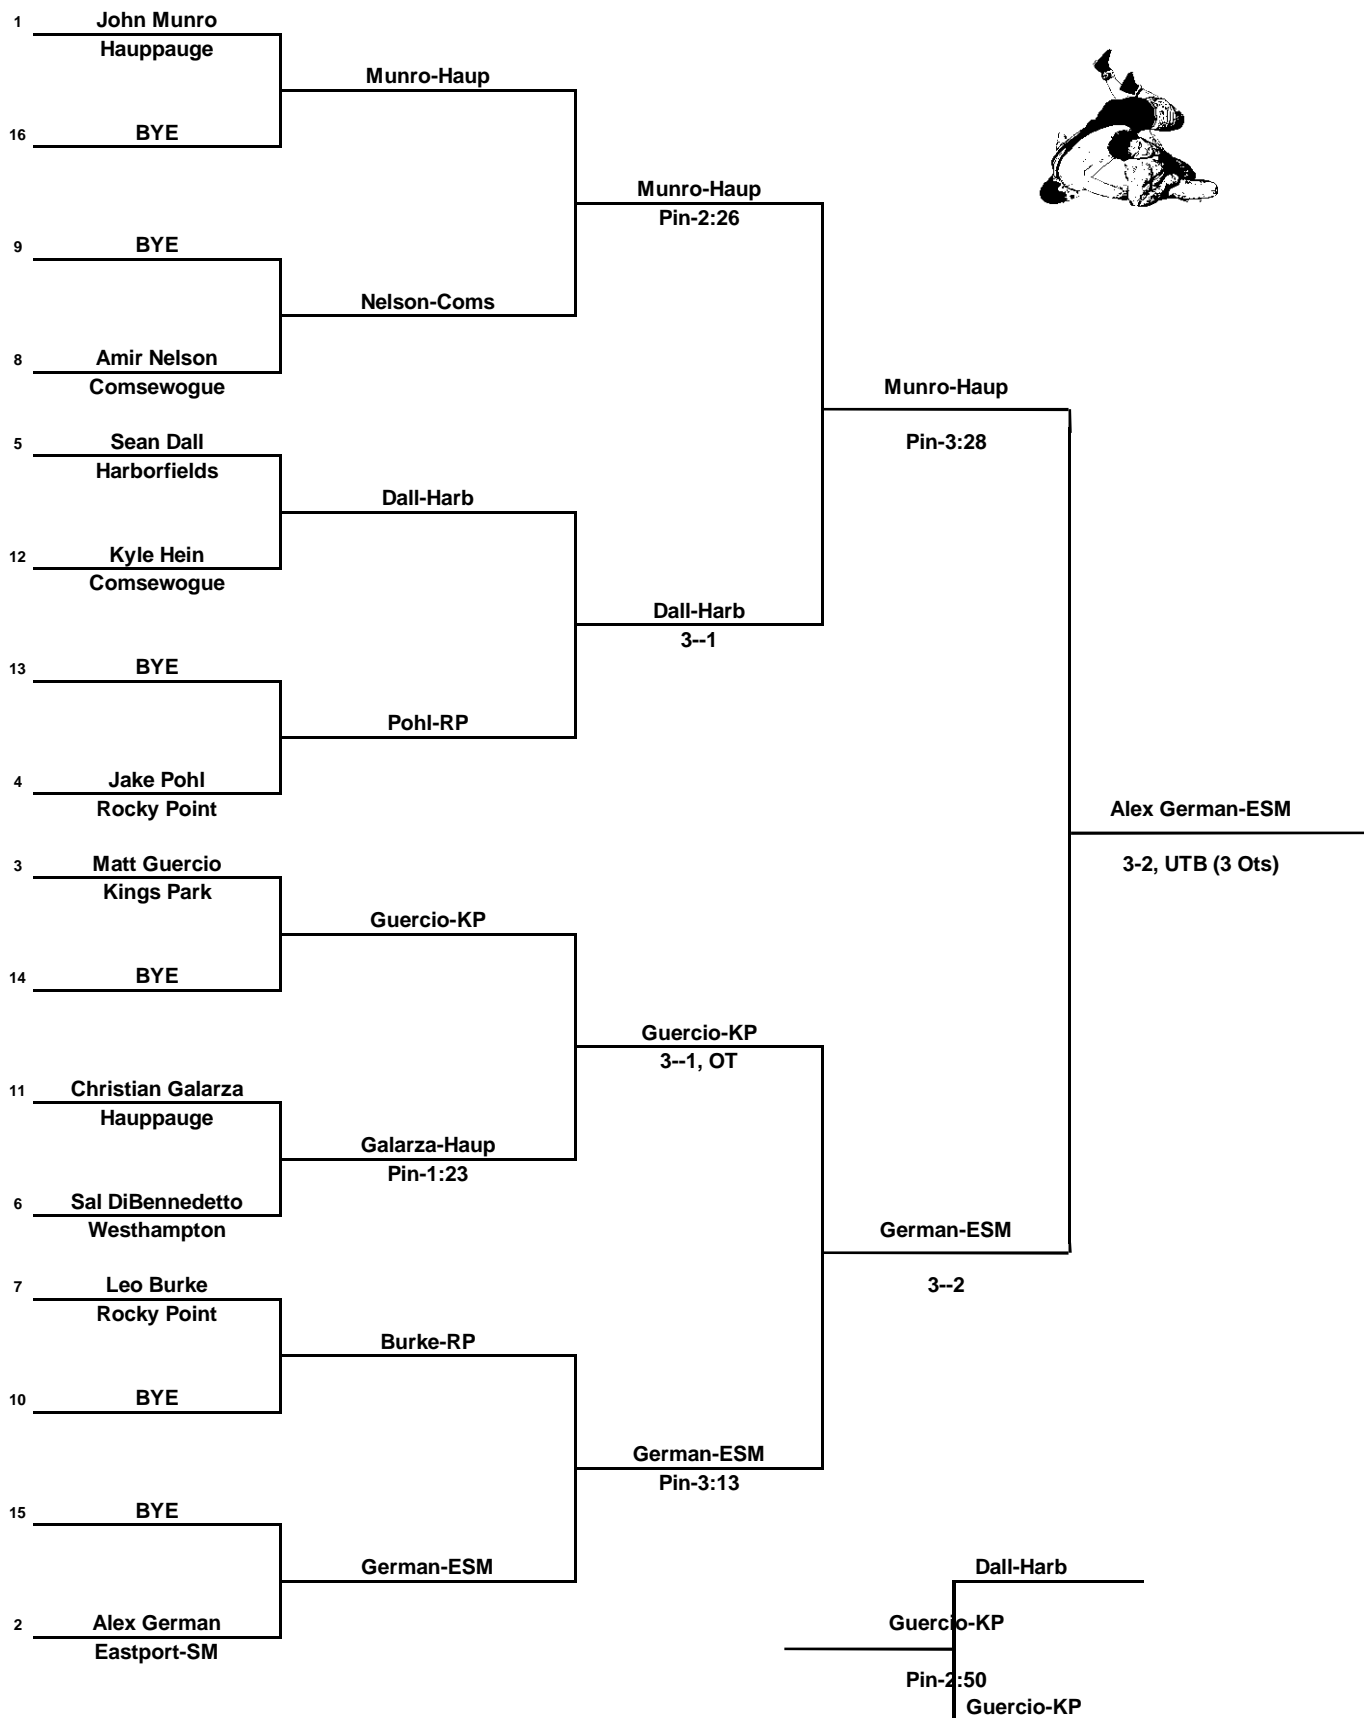 1 John Munro
Hauppauge
Munro-Haup
16 BYE
Munro-Haup
Pin-2:26
9 BYE
Nelson-Coms
8 Amir Nelson
Comsewogue
Munro-Haup
Pin-3:28
5 Sean Dall
Harborfields
Dall-Harb
12 Kyle Hein
Comsewogue
Dall-Harb
3--1
13 BYE
Pohl-RP
4 Jake Pohl
Rocky Point
Alex German-ESM
3-2, UTB (3 Ots)
3 Matt Guercio
Kings Park
Guercio-KP
14 BYE
Guercio-KP
3--1, OT
11 Christian Galarza
Hauppauge
Galarza-Haup
Pin-1:23
6 Sal DiBennedetto
Westhampton
German-ESM
3--2
7 Leo Burke
Rocky Point
Burke-RP
10 BYE
German-ESM
Pin-3:13
15 BYE
German-ESM
2 Alex German
Eastport-SM
Dall-Harb
Guercio-KP
Pin-2:50
Guercio-KP